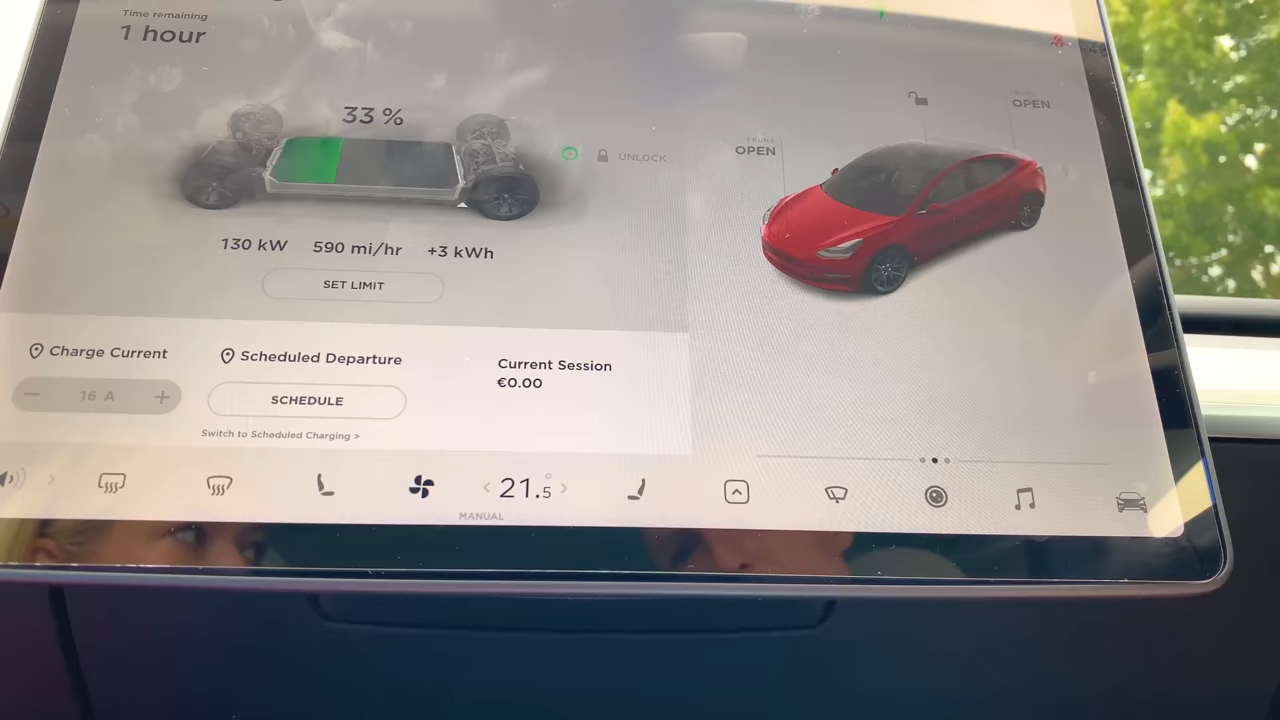 Time remaining
1 hour
33 %
UNLOCK
130 kW 590 mi/hr +3 kWh
SET LIMIT
OPEN
TRUNK
OPEN
Charge Current
− 16 A +
Scheduled Departure
SCHEDULE
Switch to Scheduled Charging >
Current Session
€0.00
< 21.5° >
MANUAL